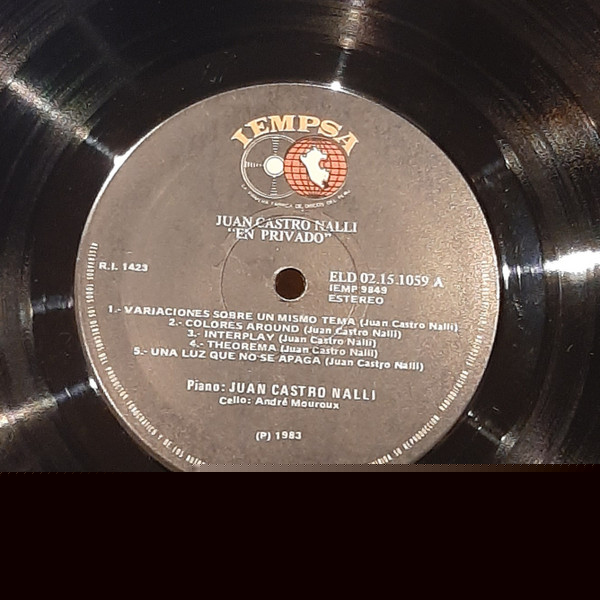 IEMPSA
JUAN CASTRO NALLI
"EN PRIVADO"
R.I. 1423
ELD 02.15.1059 A
IEMP 9849
ESTEREO
1.- VARIACIONES SOBRE UN MISMO TEMA (Juan Castro Nalli)
2.- COLORES AROUND (Juan Castro Nalli)
3.- INTERPLAY (Juan Castro Nalli)
4.- THEOREMA (Juan Castro Nalli)
5.- UNA LUZ QUE NO SE APAGA (Juan Castro Nalli)
Piano: JUAN CASTRO NALLI
Cello: André Mouroux
(P) 1983